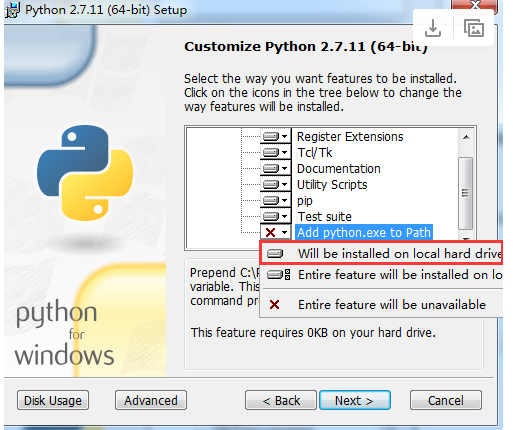 Python 2.7.11 (64-bit) Setup
Customize Python 2.7.11 (64-bit)
Select the way you want features to be installed.
Click on the icons in the tree below to change the
way features will be installed.
Register Extensions
Tcl/Tk
Documentation
Utility Scripts
pip
Test suite
Add python.exe to Path
Will be installed on local hard drive
Entire feature will be installed on lo
Entire feature will be unavailable
Prepend C:\
variable. This
command pr
This feature requires 0KB on your hard drive.
python
for
windows
Disk Usage
Advanced
< Back
Next >
Cancel